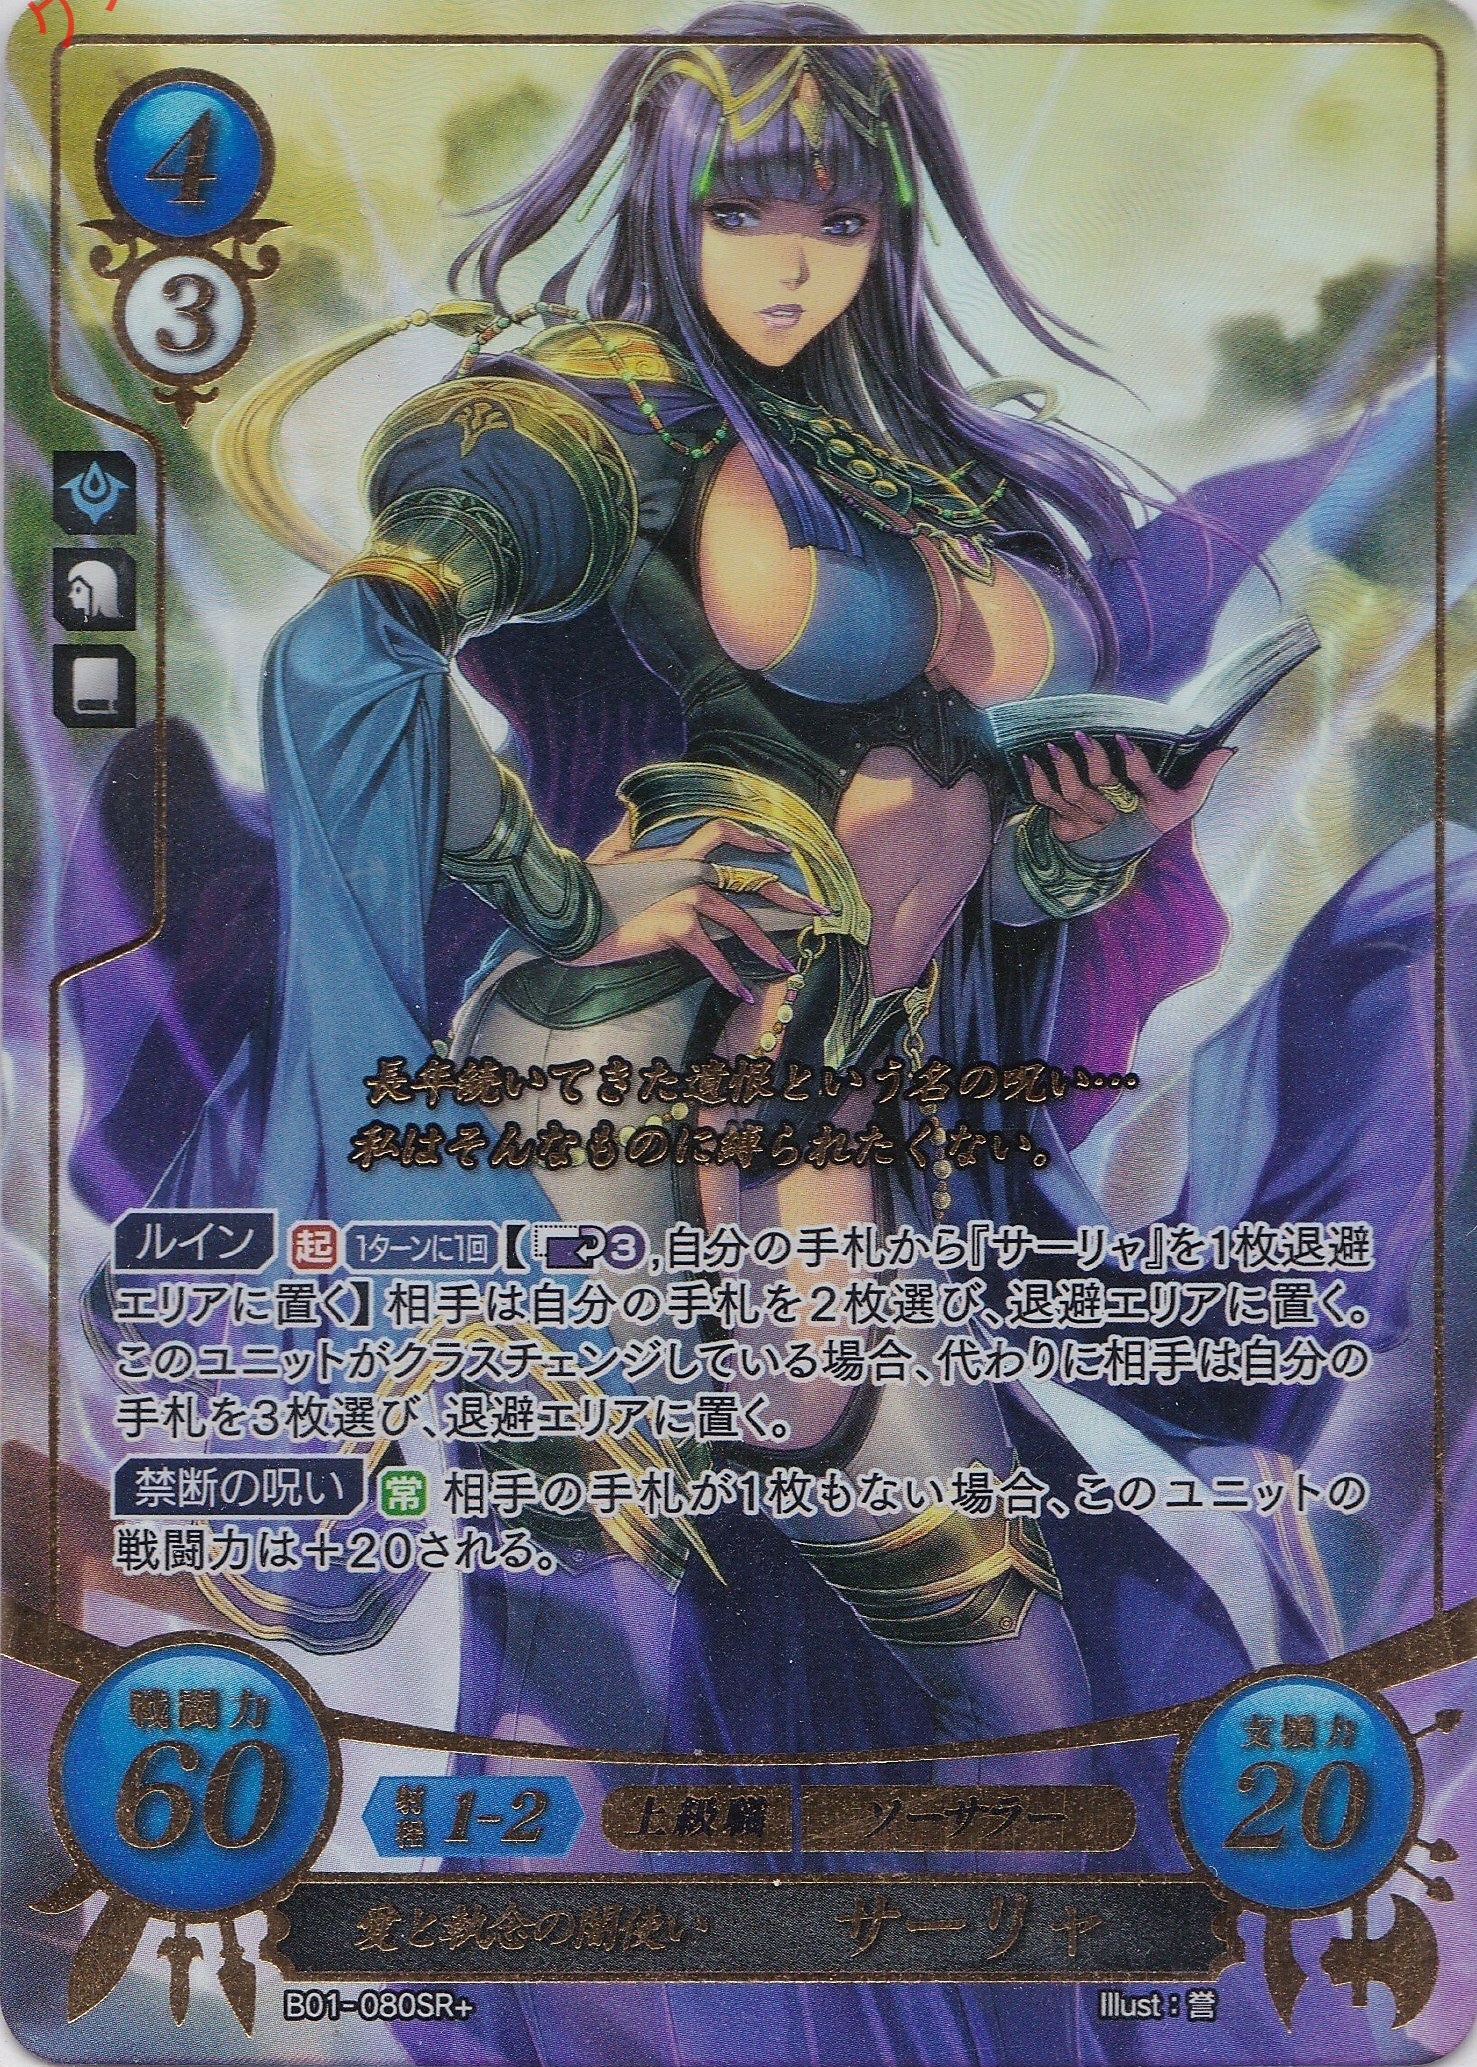 4
3
長年続いてきた遺恨という名の呪い…
私はそんなものに縛られたくない。
ルイン 起 1ターンに1回【3,自分の手札から『サーリャ』を1枚退避
エリアに置く】相手は自分の手札を2枚選び、退避エリアに置く。
このユニットがクラスチェンジしている場合、代わりに相手は自分の
手札を3枚選び、退避エリアに置く。
禁断の呪い 常 相手の手札が1枚もない場合、このユニットの
戦闘力は+20される。
戦闘力
60
射程 1-2
上級職 ソーサラー
支援力
20
愛と執念の闇使い サーリャ
B01-080SR+ Illust：誉